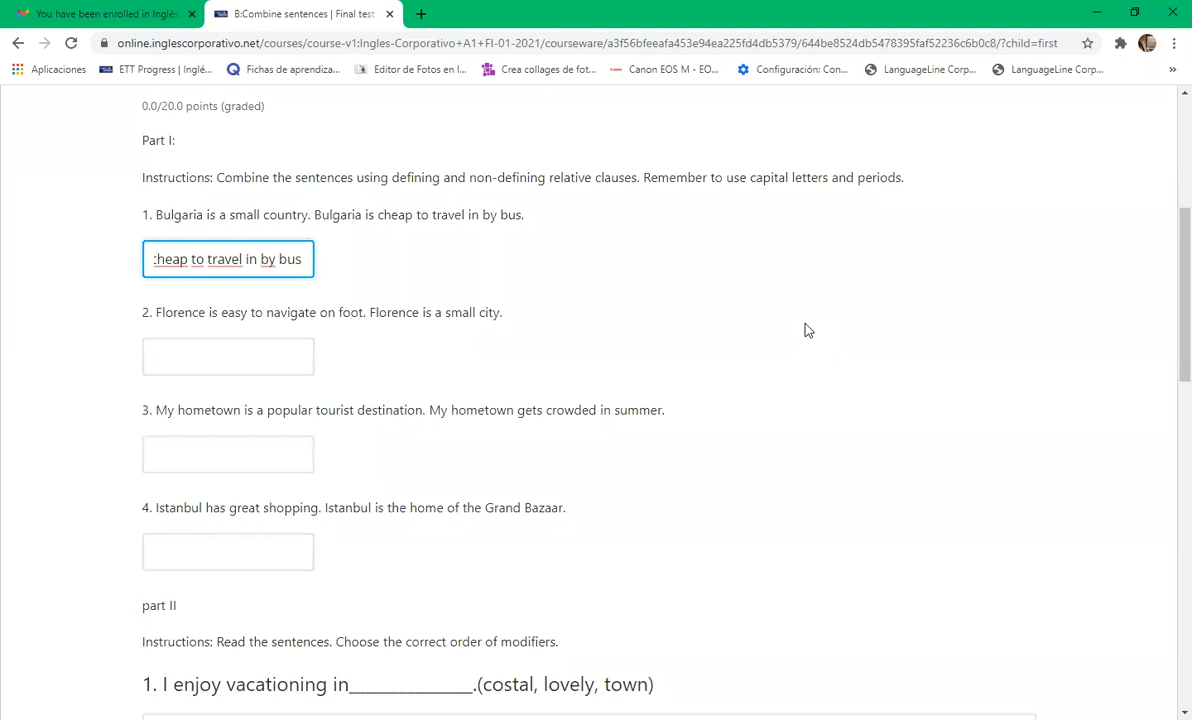 You have been enrolled in Inglés
B:Combine sentences | Final test
online.inglescorporativo.net/courses/course-v1:Ingles-Corporativo+A1+FI-01-2021/courseware/a3f56bfeeafa453e94ea225fd4db5379/644be8524db5478395faf52236c6b0c8/?child=first
Aplicaciones
ETT Progress | Inglé...
Fichas de aprendiza...
Editor de Fotos en l...
Crea collages de fot...
Canon EOS M - EO...
Configuración: Con...
LanguageLine Corp...
LanguageLine Corp...
»
0.0/20.0 points (graded)
Part I:
Instructions: Combine the sentences using defining and non-defining relative clauses. Remember to use capital letters and periods.
1. Bulgaria is a small country. Bulgaria is cheap to travel in by bus.
cheap to travel in by bus
2. Florence is easy to navigate on foot. Florence is a small city.
3. My hometown is a popular tourist destination. My hometown gets crowded in summer.
4. Istanbul has great shopping. Istanbul is the home of the Grand Bazaar.
part II
Instructions: Read the sentences. Choose the correct order of modifiers.
1. I enjoy vacationing in_____________.(costal, lovely, town)